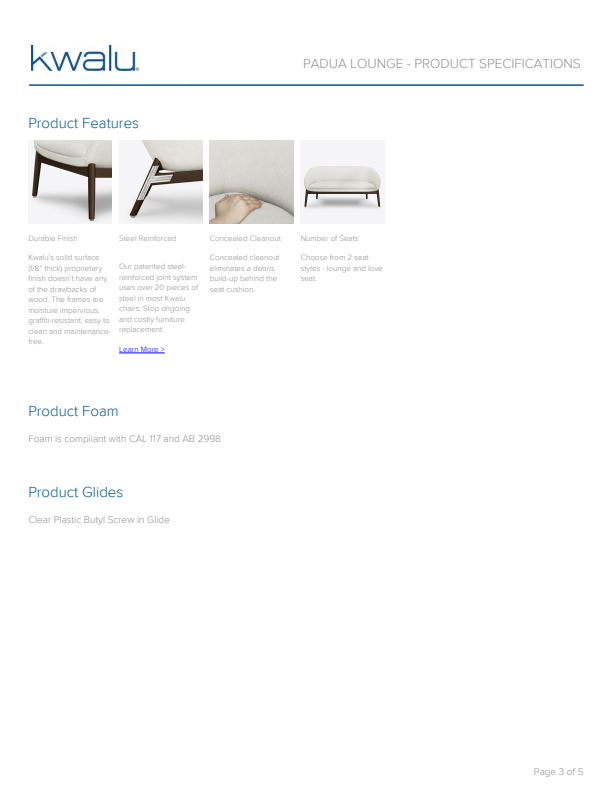 kwalu.
PADUA LOUNGE - PRODUCT SPECIFICATIONS
Product Features
Durable Finish
Kwalu's solid surface
(1/8" thick) proprietary
finish doesn't have any
of the drawbacks of
wood. The frames are
moisture impervious,
graffiti-resistant, easy to
clean and maintenance-
free.
Steel Reinforced
Our patented steel-
reinforced joint system
uses over 20 pieces of
steel in most Kwalu
chairs. Stop ongoing
and costly furniture
replacement.
Learn More >
Concealed Cleanout
Concealed cleanout
eliminates a debris
build-up behind the
seat cushion.
Number of Seats
Choose from 2 seat
styles - lounge and love
seat.
Product Foam
Foam is compliant with CAL 117 and AB 2998
Product Glides
Clear Plastic Butyl Screw in Glide
Page 3 of 5